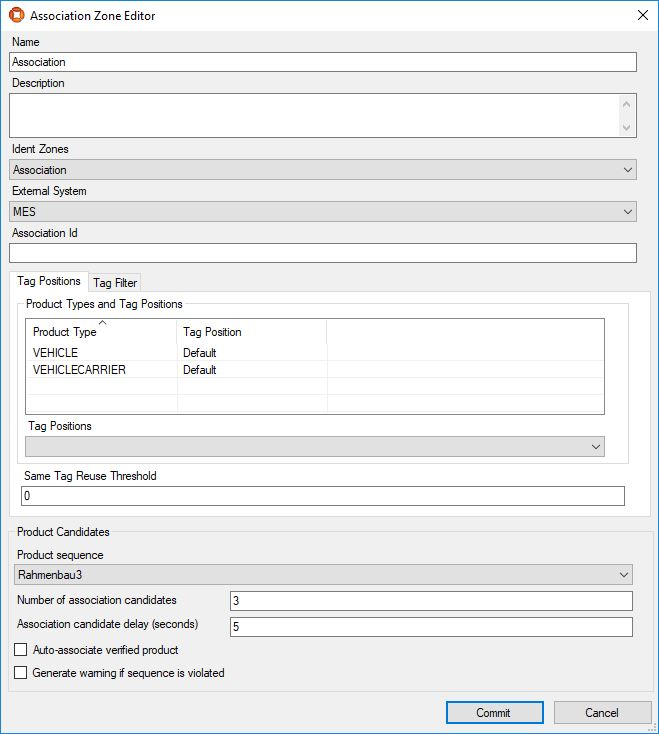 Association Zone Editor
Name
Association
Description
Ident Zones
Association
External System
MES
Association Id
Tag Positions Tag Filter
Product Types and Tag Positions
Product Type Tag Position
VEHICLE Default
VEHICLECARRIER Default
Tag Positions
Same Tag Reuse Threshold
0
Product Candidates
Product sequence
Rahmenbau3
Number of association candidates 3
Association candidate delay (seconds) 5
Auto-associate verified product
Generate warning if sequence is violated
Commit Cancel